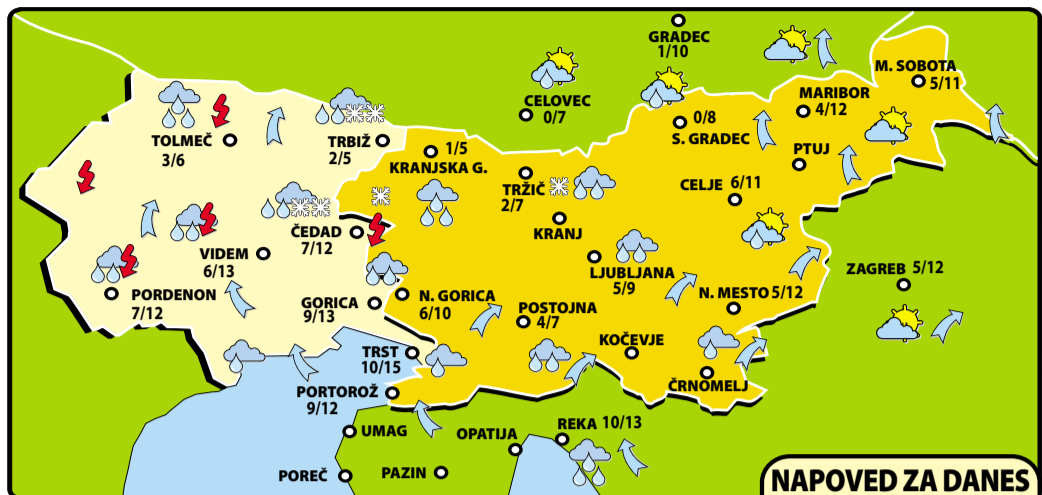 GRADEC
1/10
M. SOBOTA
5/11
CELOVEC
0/7
MARIBOR
4/12
0/8
S. GRADEC
TOLMEČ
3/6
TRBIŽ
2/5
1/5
KRANJSKA G.
PTUJ
TRŽIČ
2/7
CELJE 6/11
KRANJ
ČEDAD
7/12
VIDEM
6/13
LJUBLJANA
5/9
ZAGREB 5/12
PORDENON
7/12
GORICA
9/13
N. GORICA
6/10
POSTOJNA
4/7
N. MESTO 5/12
KOČEVJE
TRST
10/15
ČRNOMELJ
PORTOROŽ
9/12
UMAG
OPATIJA
REKA 10/13
POREČ
PAZIN
NAPOVED ZA DANES